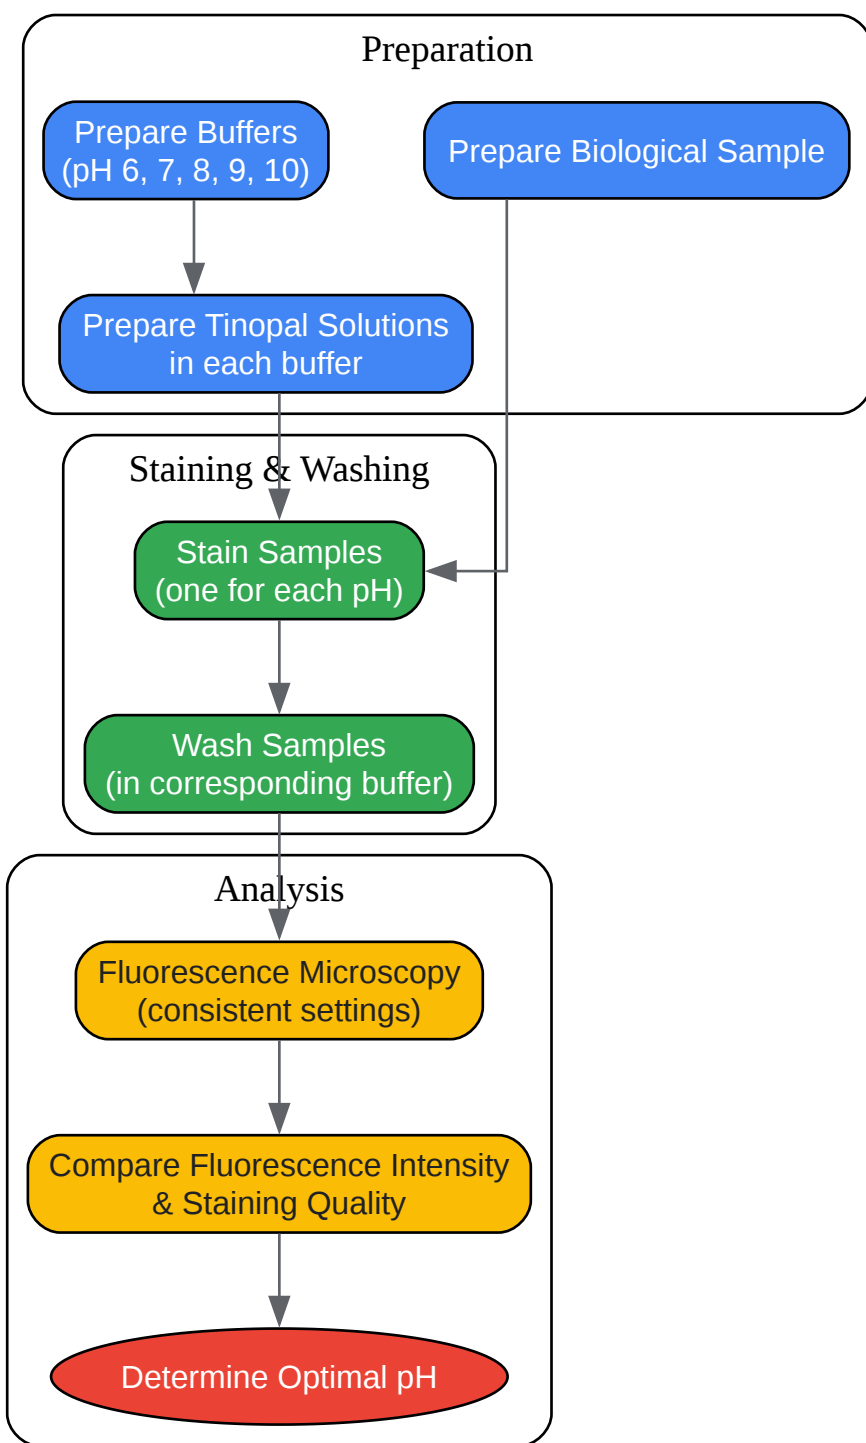 Preparation
Prepare Buffers
(pH 6, 7, 8, 9, 10)
Prepare Biological Sample
Prepare Tinopal Solutions
in each buffer
Staining & Washing
Stain Samples
(one for each pH)
Wash Samples
(in corresponding buffer)
Analysis
Fluorescence Microscopy
(consistent settings)
Compare Fluorescence Intensity
& Staining Quality
Determine Optimal pH